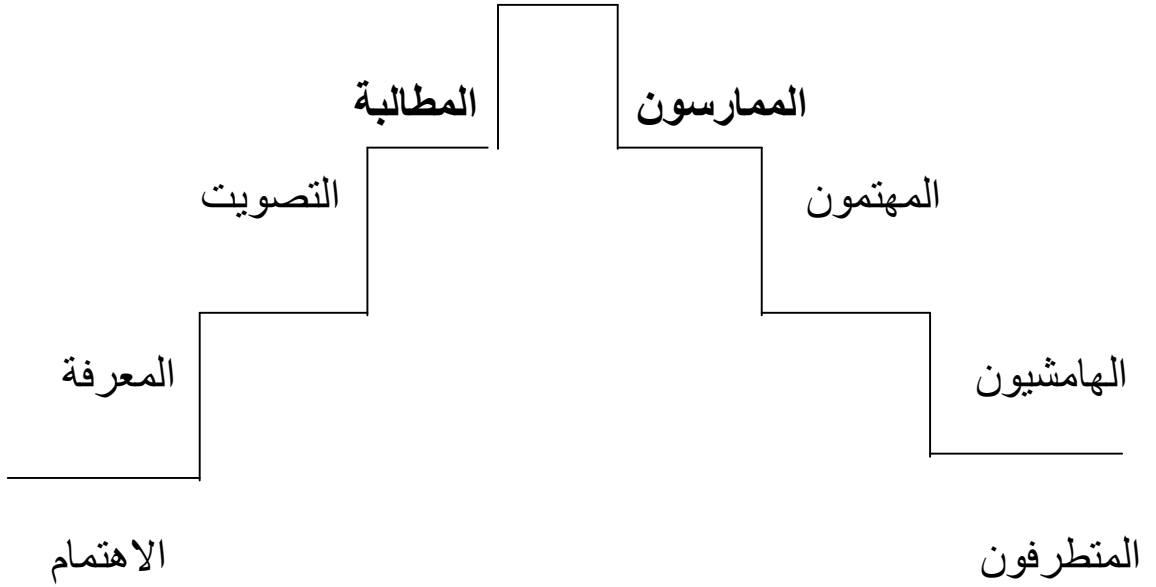 الممارسون المطالبة
المهتمون التصويت
الهامشيون المعرفة
المتطرفون الاهتمام